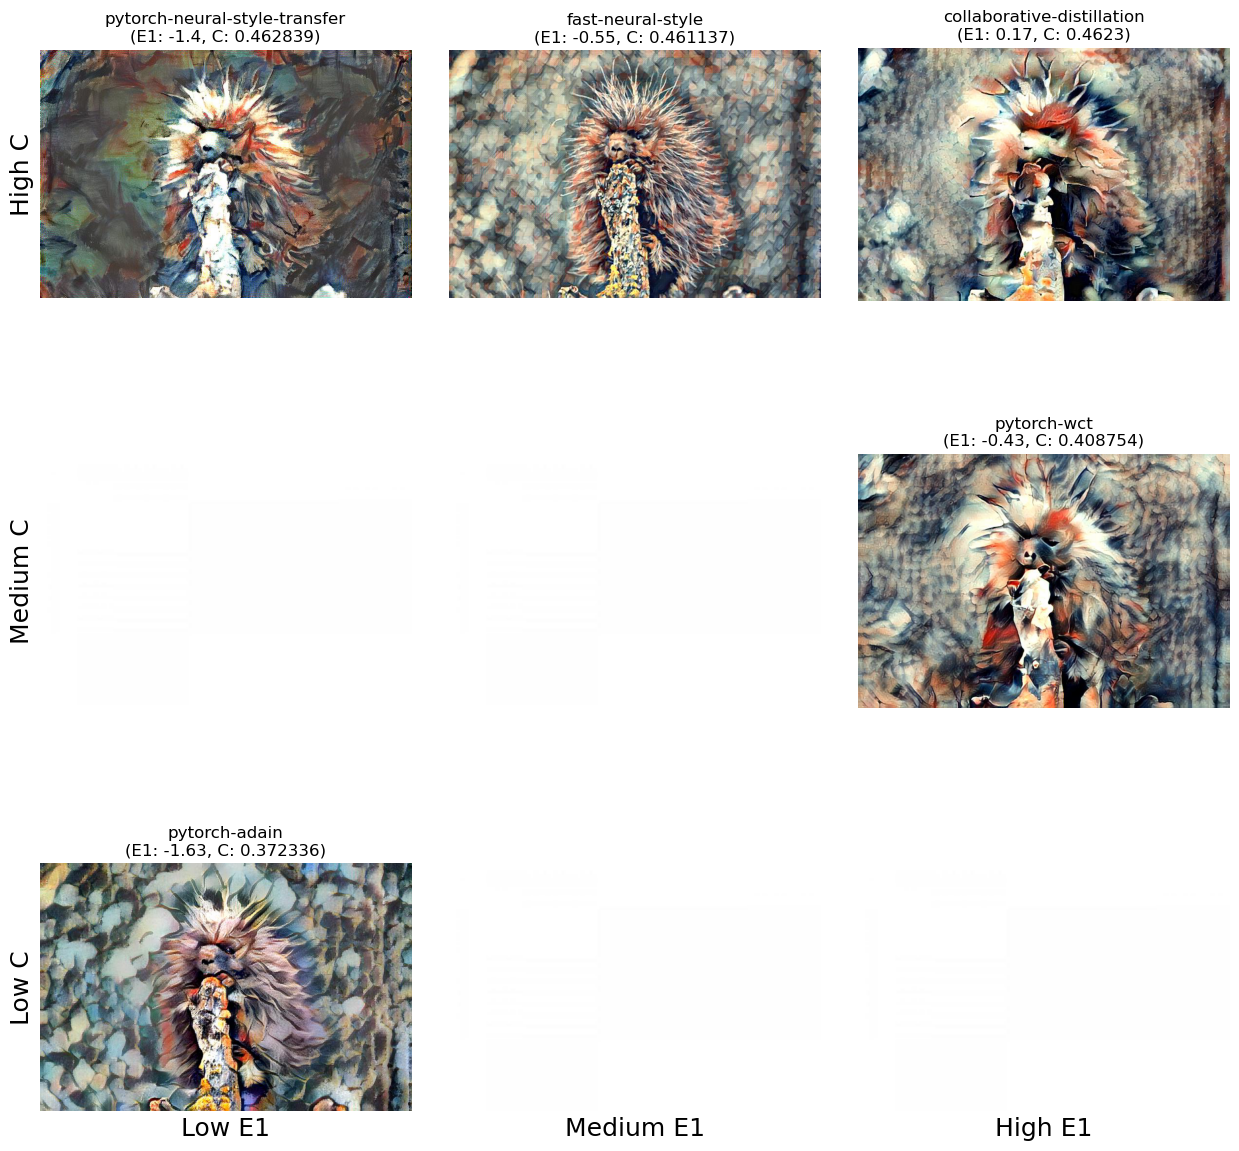 pytorch-neural-style-transfer
(E1: -1.4, C: 0.462839)
fast-neural-style
(E1: -0.55, C: 0.461137)
collaborative-distillation
(E1: 0.17, C: 0.4623)
High C
Medium C
pytorch-wct
(E1: -0.43, C: 0.408754)
Low C
pytorch-adain
(E1: -1.63, C: 0.372336)
Low E1
Medium E1
High E1